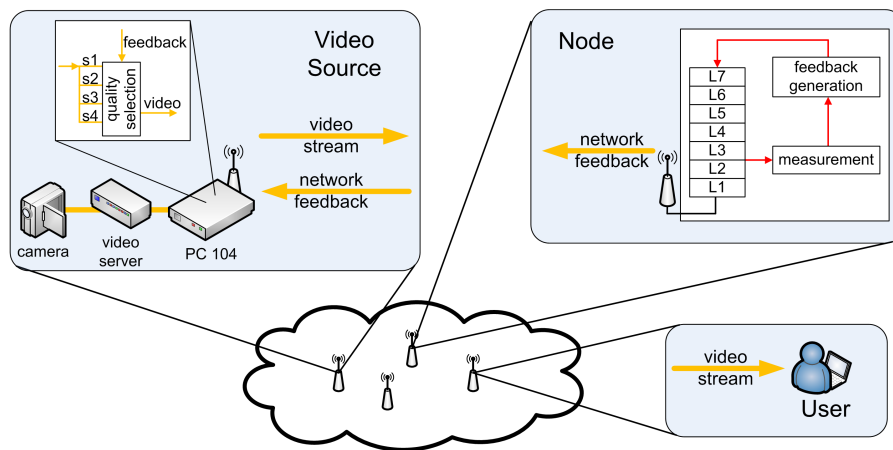 feedback
s1
s2
s3
s4
quality
selection
video
Video
Source
video
stream
network
feedback
camera
video
server
PC 104
Node
network
feedback
L7
L6
L5
L4
L3
L2
L1
feedback
generation
measurement
video
stream
User